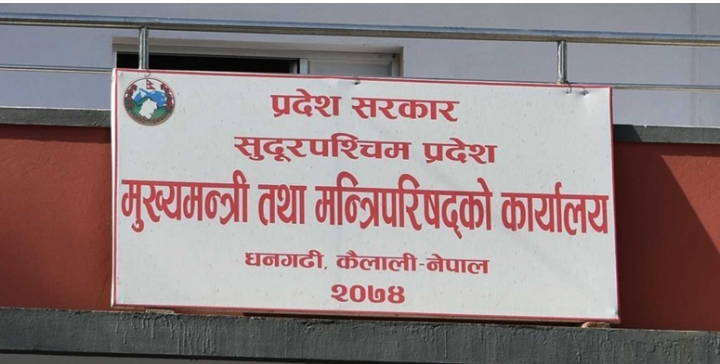 प्रदेश सरकार
सुदूरपश्चिम प्रदेश
मुख्यमन्त्री तथा मन्त्रिपरिषद्को कार्यालय
धनगढी, कैलाली-नेपाल
२०७४